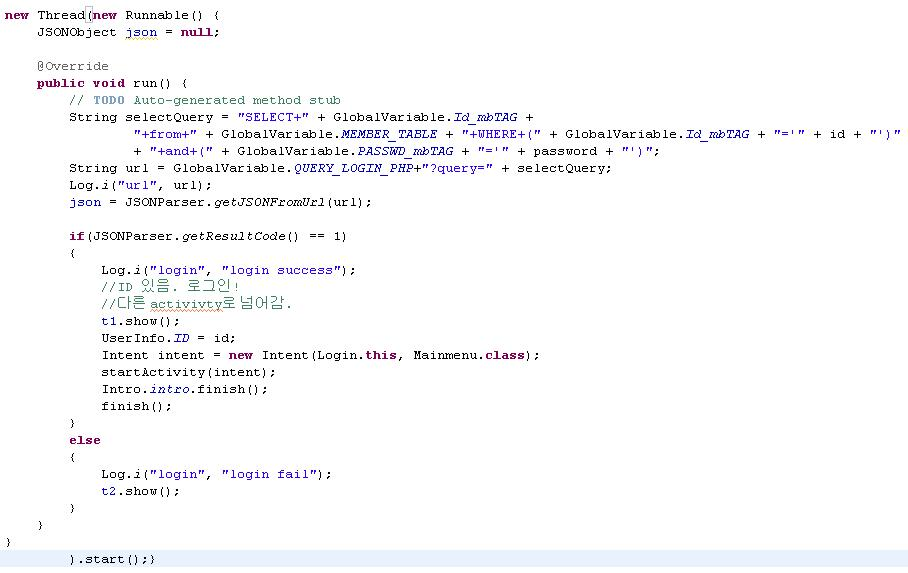 new Thread(new Runnable() {
JSONObject json = null;
@Override
public void run() {
// TODO Auto-generated method stub
String selectQuery = "SELECT+" + GlobalVariable.Id_mbTAG +
"+from+" + GlobalVariable.MEMBER_TABLE + "+WHERE+(" + GlobalVariable.Id_mbTAG + "='" + id + "')"
+ "+and+(" + GlobalVariable.PASSWD_mbTAG + "='" + password + "')";
String url = GlobalVariable.QUERY_LOGIN_PHP+"?query=" + selectQuery;
Log.i("url", url);
json = JSONParser.getJSONFromUrl(url);
if(JSONParser.getResultCode() == 1)
{
Log.i("login", "login success");
//ID 있음. 로그인!
//다른 activivty로 넘어감.
t1.show();
UserInfo.ID = id;
Intent intent = new Intent(Login.this, Mainmenu.class);
startActivity(intent);
Intro.intro.finish();
finish();
}
else
{
Log.i("login", "login fail");
t2.show();
}
}
}
).start();}